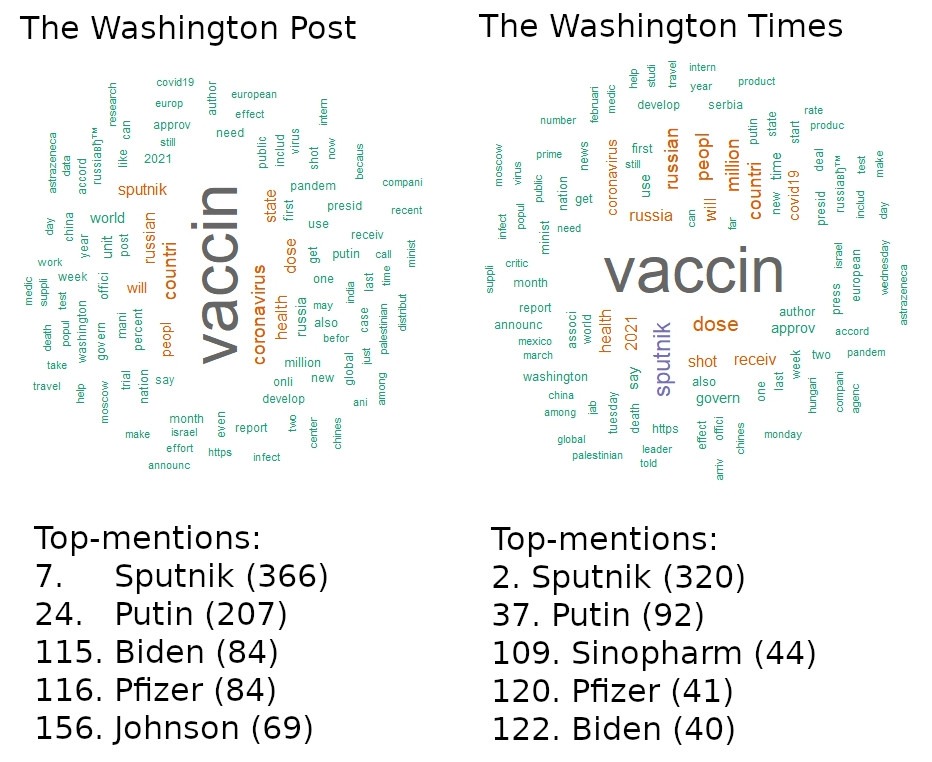 The Washington Post
covid19
research
europ
author
european
effect
intern
approv
need
can
still
like
2021
russiaвђ™
accord
data
astrazeneca
public
includ
virus
shot
now
becaus
sputnik
pandem
compani
state
first
presid
recent
world
use
day
china
year
unit
post
russian
countri
vaccin
dose
receiv
get
putin
call
minist
work
week
offici
will
coronavirus
health
russia
one
may
also
befor
india
last
time
distribut
medic
suppli
test
death
popul
washington
govern
mani
percent
peopl
case
palestinian
take
million
global
just
travel
help
moscow
trial
nation
say
onli
new
develop
ani
among
month
israel
even
report
two
center
chines
make
effort
https
infect
announc
Top-mentions:
7. Sputnik (366)
24. Putin (207)
115. Biden (84)
116. Pfizer (84)
156. Johnson (69)
The Washington Times
help
studi
travel
intern
year
product
februari
medic
develop
serbia
rate
number
putin
state
start
produc
moscow
virus
prime
news
coronavirus
first
still
use
russian
peopl
million
countri
time
new
covid19
deal
presid
russiaвђ™
test
includ
make
day
public
popul
nation
get
infect
minist
need
russia
can
will
far
suppli
critic
month
vaccin
press
israel
european
wednesday
astrazeneca
report
announc
associ
world
health
2021
sputnik
dose
author
approv
accord
mexico
march
shot
receiv
week
two
pandem
washington
say
also
govern
one
last
hungari
compani
agenc
china
among
jab
tuesday
death
https
effect
offici
chines
monday
global
palestinian
leader
told
arriv
Top-mentions:
2. Sputnik (320)
37. Putin (92)
109. Sinopharm (44)
120. Pfizer (41)
122. Biden (40)